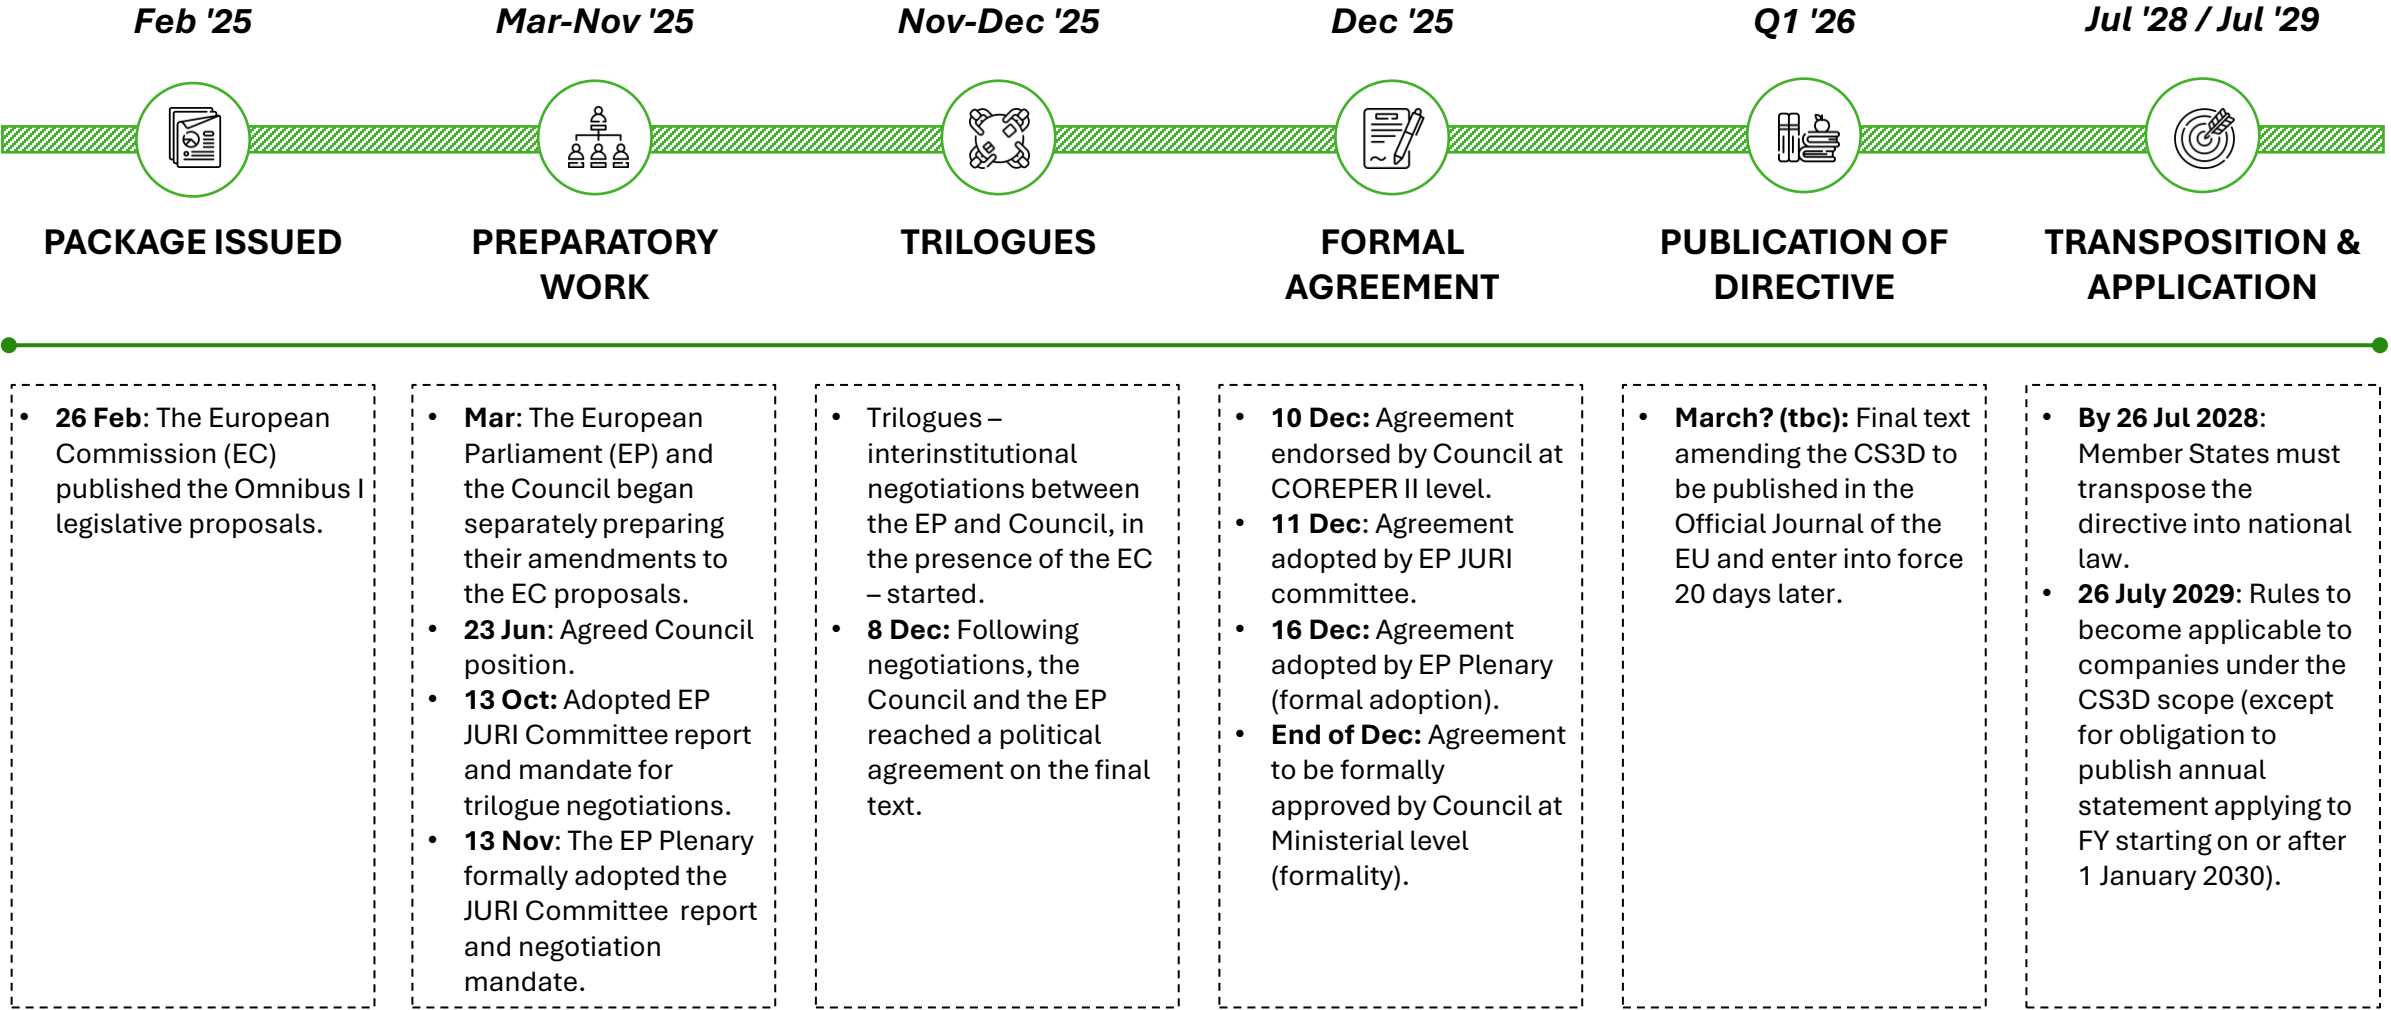 Feb '25
Mar-Nov '25
Nov-Dec '25
Dec '25
Q1 '26
Jul '28 / Jul '29
PACKAGE ISSUED
PREPARATORY
WORK
TRILOGUES
FORMAL
AGREEMENT
PUBLICATION OF
DIRECTIVE
TRANSPOSITION &
APPLICATION
• 26 Feb: The European
Commission (EC)
published the Omnibus I
legislative proposals.
• Mar: The European
Parliament (EP) and
the Council began
separately preparing
their amendments to
the EC proposals.
• 23 Jun: Agreed Council
position.
• 13 Oct: Adopted EP
JURI Committee report
and mandate for
trilogue negotiations.
• 13 Nov: The EP Plenary
formally adopted the
JURI Committee report
and negotiation
mandate.
• Trilogues –
interinstitutional
negotiations between
the EP and Council, in
the presence of the EC
– started.
• 8 Dec: Following
negotiations, the
Council and the EP
reached a political
agreement on the final
text.
• 10 Dec: Agreement
endorsed by Council at
COREPER II level.
• 11 Dec: Agreement
adopted by EP JURI
committee.
• 16 Dec: Agreement
adopted by EP Plenary
(formal adoption).
• End of Dec: Agreement
to be formally
approved by Council at
Ministerial level
(formality).
• March? (tbc): Final text
amending the CS3D to
be published in the
Official Journal of the
EU and enter into force
20 days later.
• By 26 Jul 2028:
Member States must
transpose the
directive into national
law.
• 26 July 2029: Rules to
become applicable to
companies under the
CS3D scope (except
for obligation to
publish annual
statement applying to
FY starting on or after
1 January 2030).